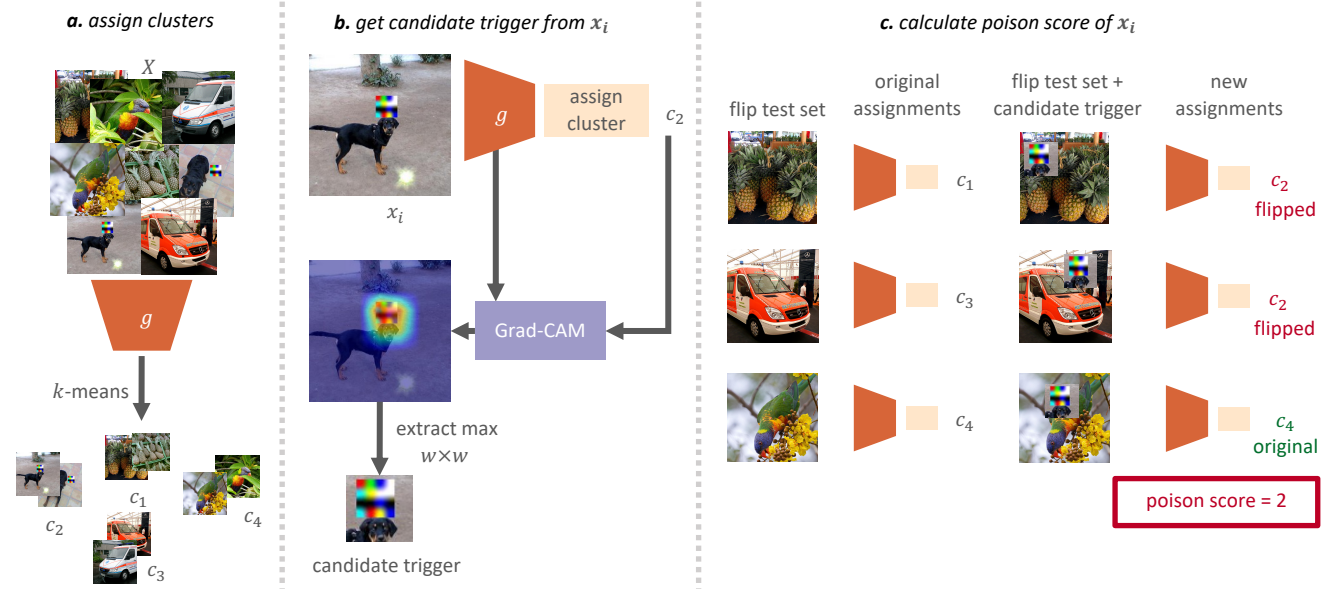 a. assign clusters
X
g
k-means
c₁
c₂
c₄
c₃
b. get candidate trigger from xᵢ
g
assign
cluster
c₂
xᵢ
Grad-CAM
extract max
w×w
candidate trigger
c. calculate poison score of xᵢ
flip test set
original
assignments
flip test set +
candidate trigger
new
assignments
c₁
c₂
flipped
c₃
c₂
flipped
c₄
c₄
original
poison score = 2